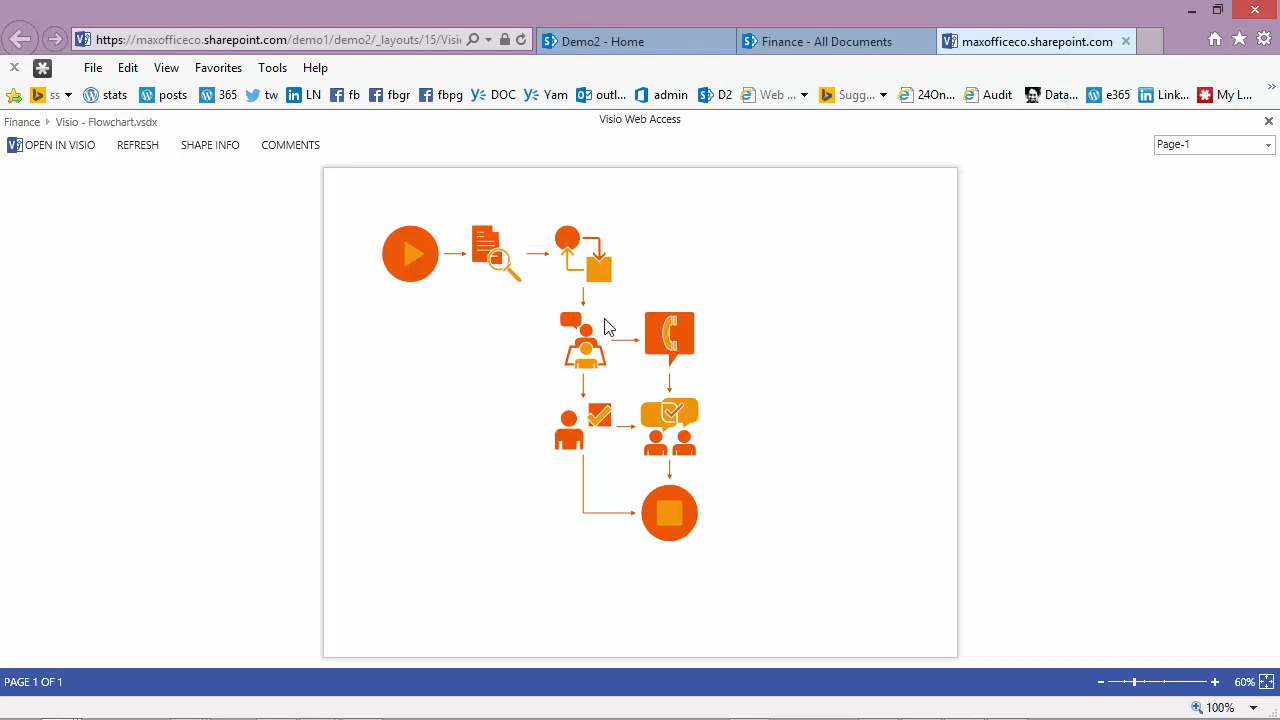 https://maxofficeco.sharepoint.com/demo1/demo2/_layouts/15/Visi
Demo2 - Home
Finance - All Documents
maxofficeco.sharepoint.com
File Edit View Favorites Tools Help
ss stats posts 365 tw LN fb fbgr fbpg DOC Yam outl... admin D2 Web ... Sugg... 24On... Audit Data... e365 Link... My L...
Finance Visio - Flowchart.vsdx
Visio Web Access
OPEN IN VISIO REFRESH SHAPE INFO COMMENTS
Page-1
PAGE 1 OF 1
60%
100%